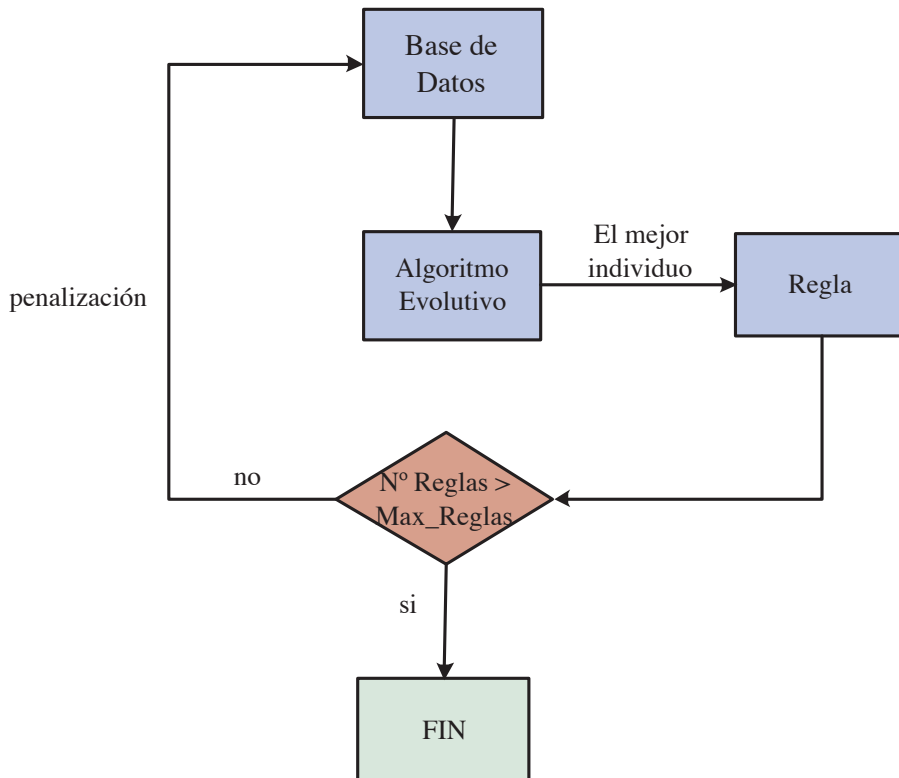 Base de
Datos
El mejor
individuo
Algoritmo
Evolutivo
Regla
penalización
no
Nº Reglas >
Max_Reglas
si
FIN